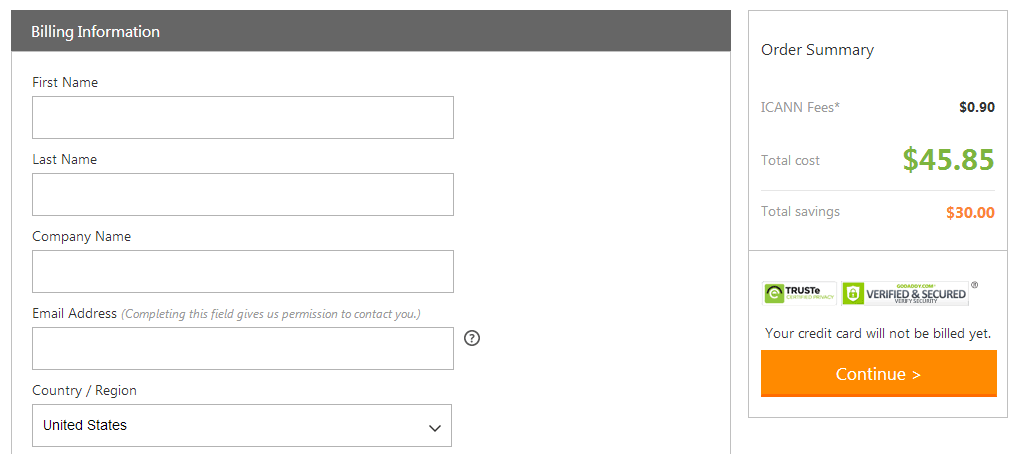 Billing Information
First Name
Last Name
Company Name
Email Address (Completing this field gives us permission to contact you.)
?
Country / Region
United States
Order Summary
ICANN Fees* $0.90
Total cost $45.85
Total savings $30.00
TRUSTe
CERTIFIED PRIVACY
GODADDY.COM®
VERIFIED & SECURED
VERIFY SECURITY
®
Your credit card will not be billed yet.
Continue >